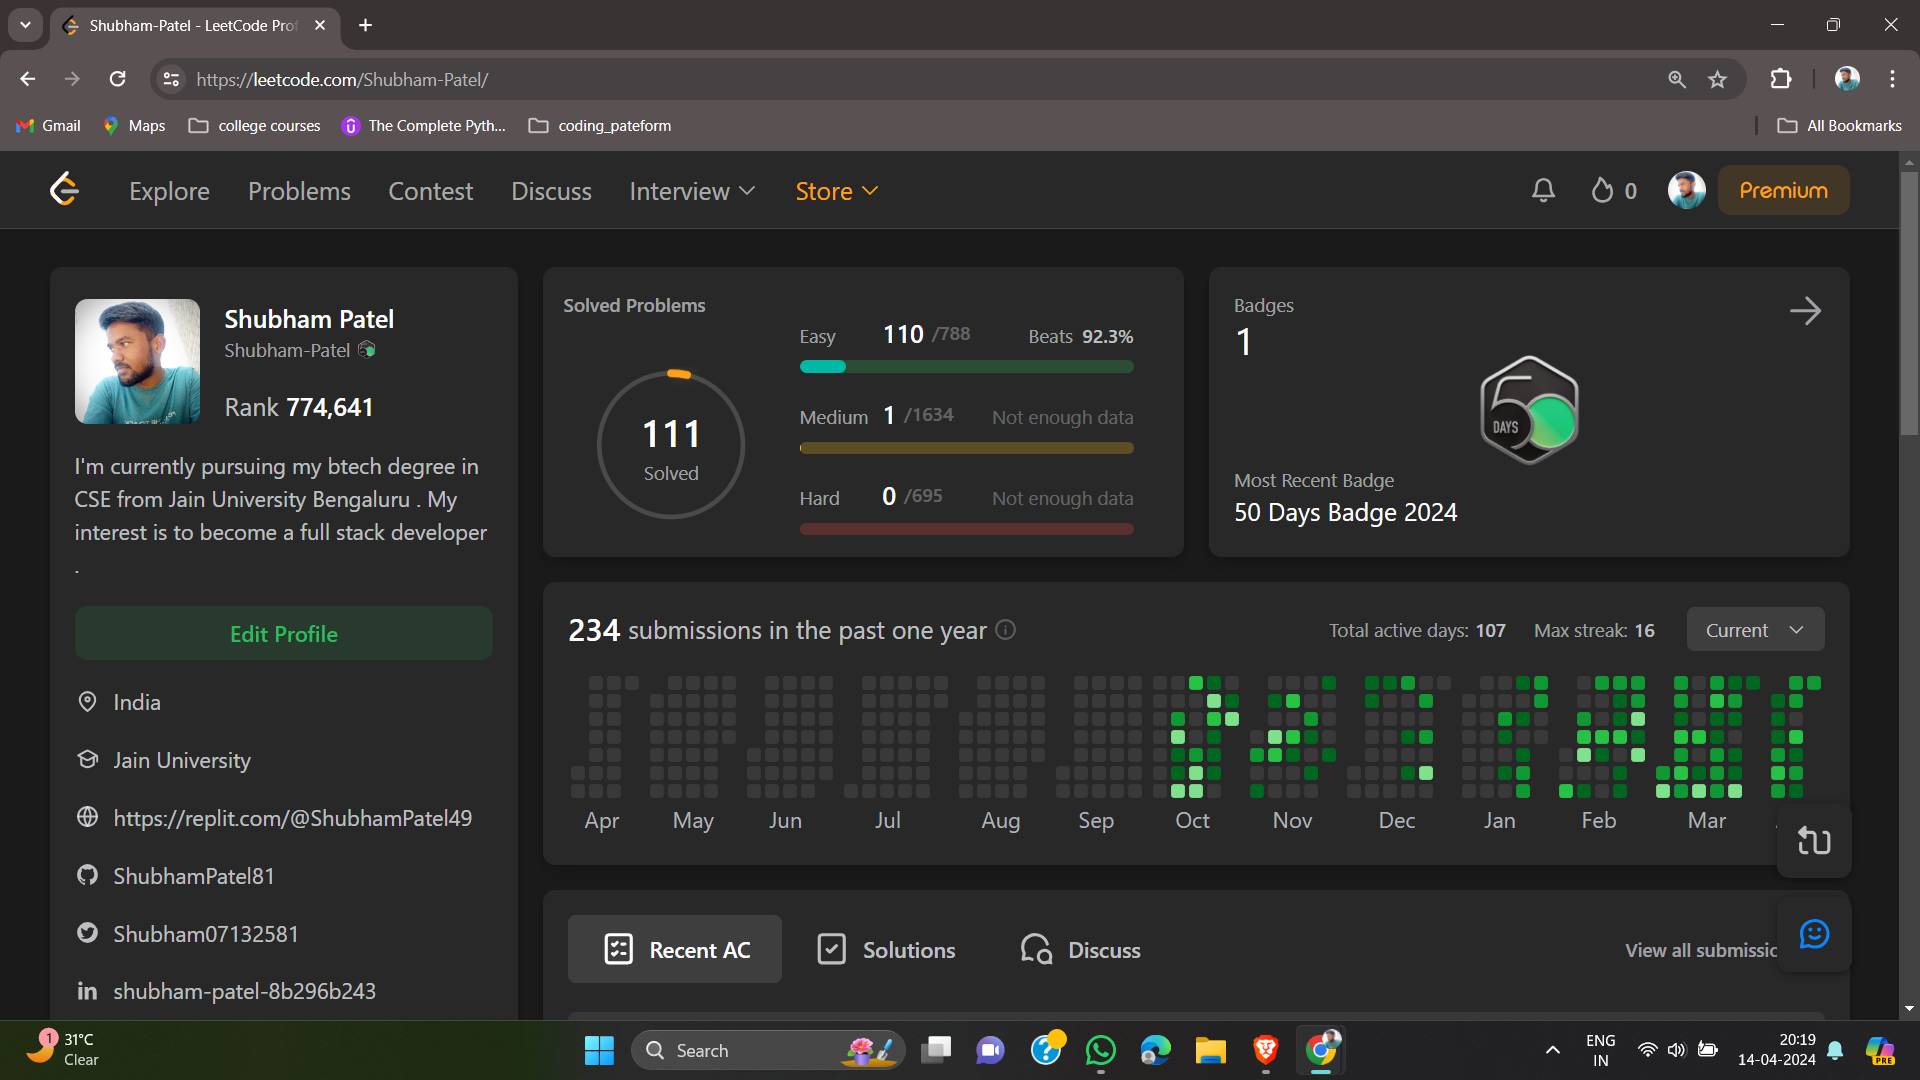 Shubham-Patel - LeetCode Prof
https://leetcode.com/Shubham-Patel/
Gmail
Maps
college courses
The Complete Pyth...
coding_pateform
All Bookmarks
Explore
Problems
Contest
Discuss
Interview
Store
0
Premium
Shubham Patel
Shubham-Patel
Rank 774,641
I'm currently pursuing my btech degree in
CSE from Jain University Bengaluru . My
interest is to become a full stack developer
.
Edit Profile
India
Jain University
https://replit.com/@ShubhamPatel49
ShubhamPatel81
Shubham07132581
shubham-patel-8b296b243
Solved Problems
111
Solved
Easy 110 /788 Beats 92.3%
Medium 1 /1634 Not enough data
Hard 0 /695 Not enough data
Badges
1
50
DAYS
Most Recent Badge
50 Days Badge 2024
234 submissions in the past one year
Total active days: 107
Max streak: 16
Current
Apr May Jun Jul Aug Sep Oct Nov Dec Jan Feb Mar
Recent AC
Solutions
Discuss
View all submissic
1
31°C
Clear
Search
ENG
IN
20:19
14-04-2024
PRE